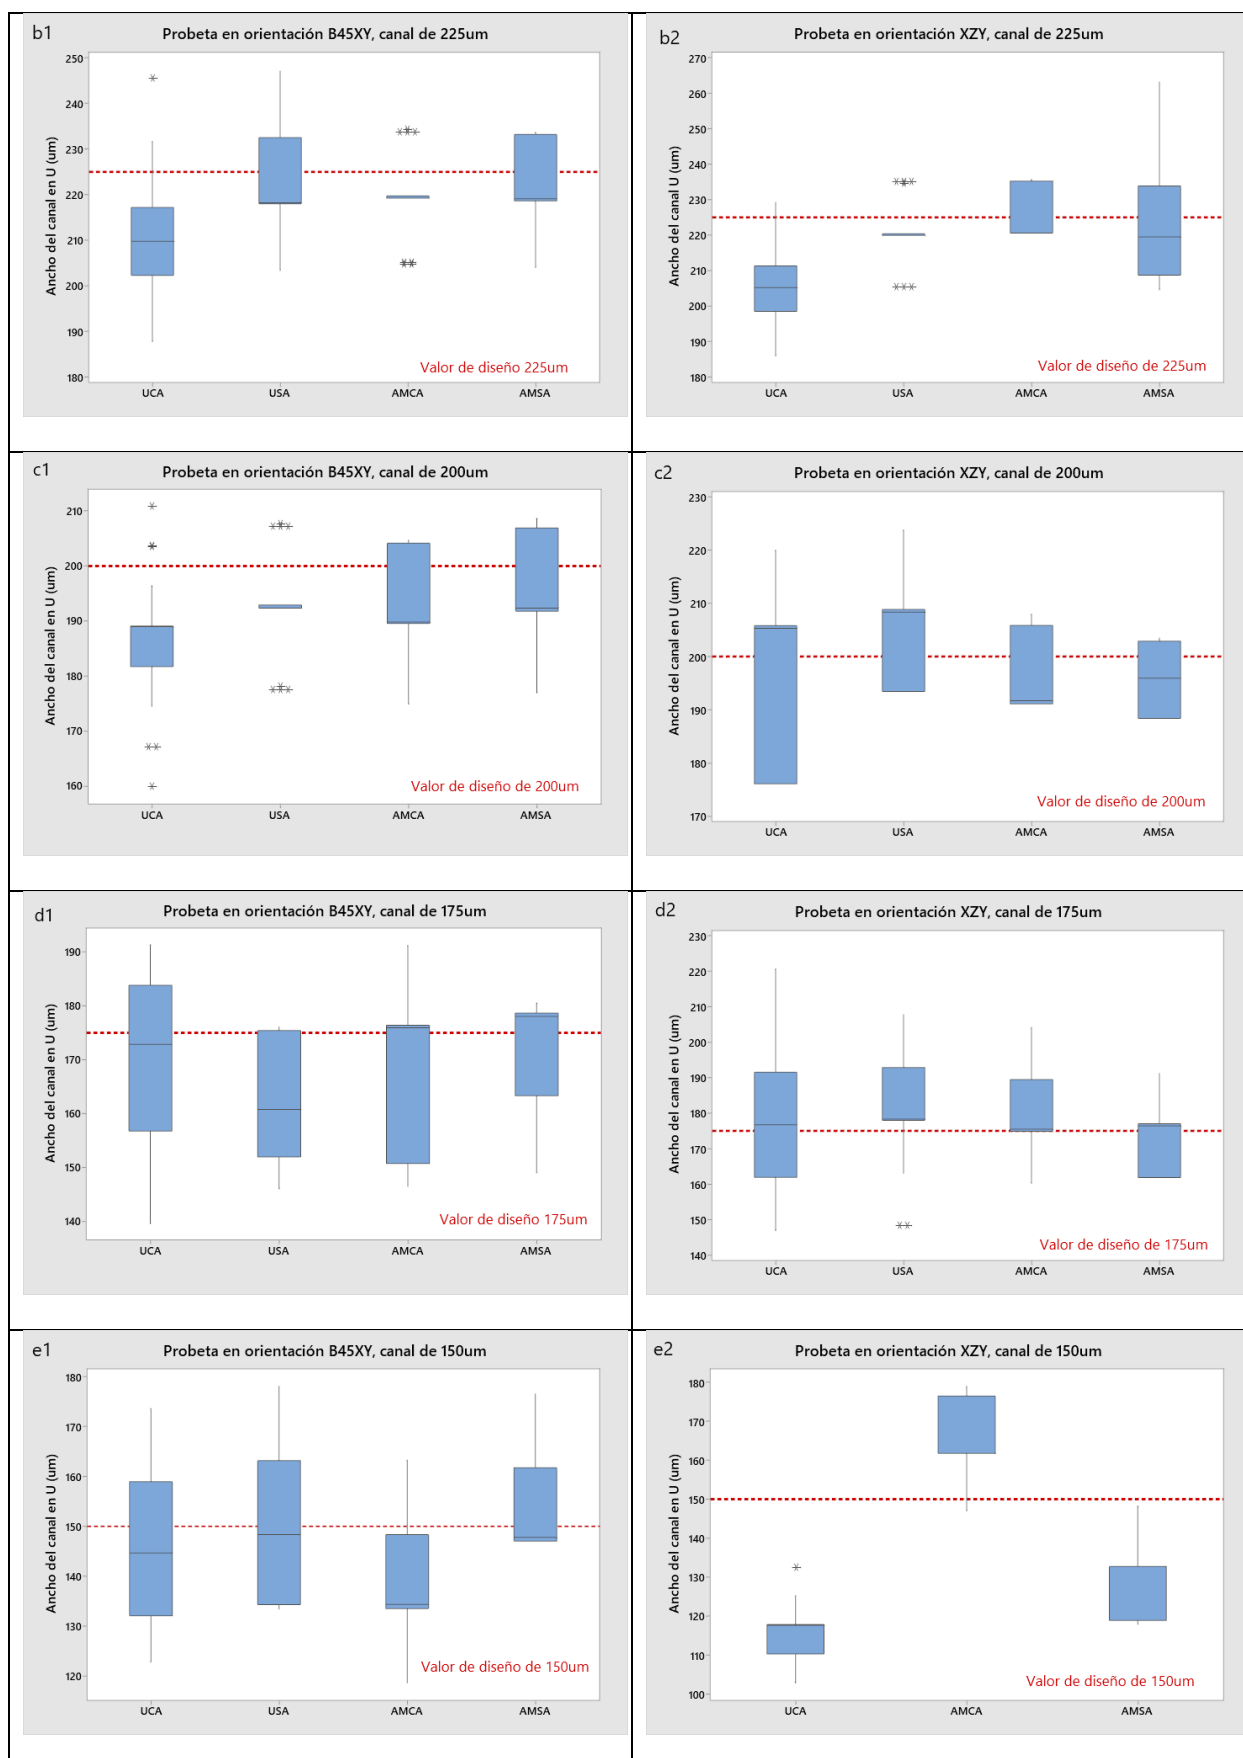 b1
Probeta en orientación B45XY, canal de 225um
Ancho del canal en U (um)
250
240
230
220
210
200
190
180
Valor de diseño 225um
UCA USA AMCA AMSA
b2
Probeta en orientación XZY, canal de 225um
Ancho del canal U (um)
270
260
250
240
230
220
210
200
190
180
Valor de diseño de 225um
UCA USA AMCA AMSA
c1
Probeta en orientación B45XY, canal de 200um
Ancho del canal en U (um)
210
200
190
180
170
160
Valor de diseño de 200um
UCA USA AMCA AMSA
c2
Probeta en orientación XZY, canal de 200um
Ancho del canal en U (um)
230
220
210
200
190
180
170
Valor de diseño de 200um
UCA USA AMCA AMSA
d1
Probeta en orientación B45XY, canal de 175um
Ancho del canal en U (um)
190
180
170
160
150
140
Valor de diseño 175um
UCA USA AMCA AMSA
d2
Probeta en orientación XZY, canal de 175um
Ancho del canal en U (um)
230
220
210
200
190
180
170
160
150
140
Valor de diseño de 175um
UCA USA AMCA AMSA
e1
Probeta en orientación B45XY, canal de 150um
Ancho del canal en U (um)
180
170
160
150
140
130
120
Valor de diseño de 150um
UCA USA AMCA AMSA
e2
Probeta en orientación XZY, canal de 150um
Ancho del canal en U (um)
180
170
160
150
140
130
120
110
100
Valor de diseño de 150um
UCA AMCA AMSA